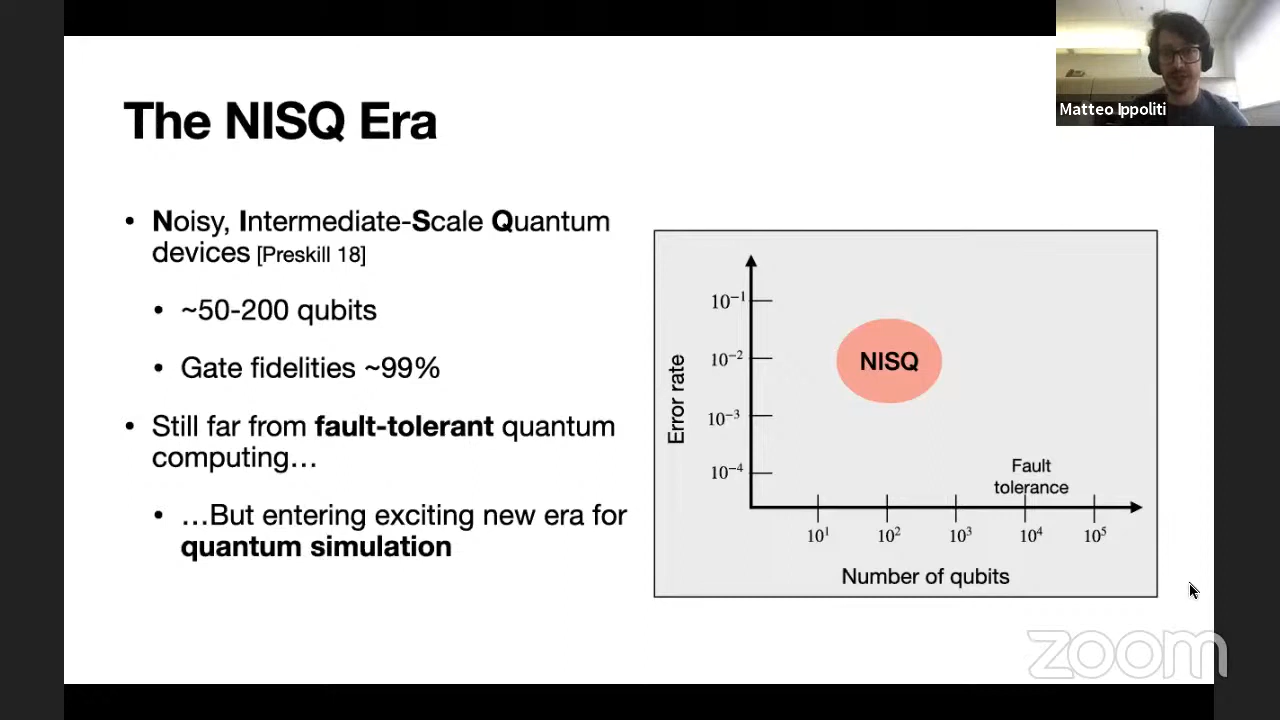 Matteo Ippoliti
The NISQ Era
• Noisy, Intermediate-Scale Quantum
devices [Preskill 18]
• ~50-200 qubits
• Gate fidelities ~99%
• Still far from fault-tolerant quantum
computing…
• …But entering exciting new era for
quantum simulation
Error rate
10⁻¹
10⁻²
10⁻³
10⁻⁴
NISQ
Fault
tolerance
10¹ 10² 10³ 10⁴ 10⁵
Number of qubits
zoom